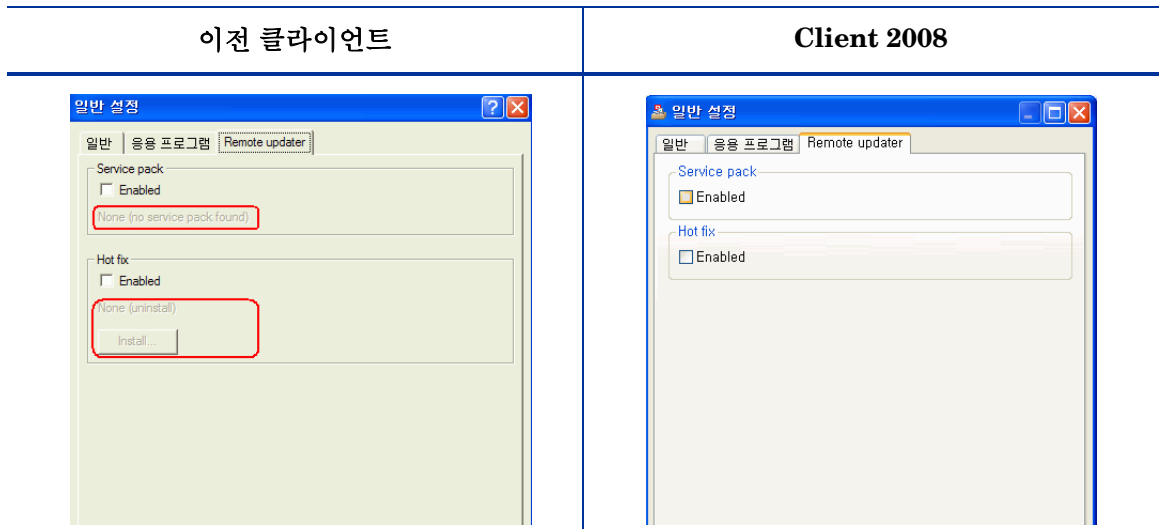 이전 클라이언트
Client 2008
일반 설정
일반 응용 프로그램 Remote updater
Service pack
Enabled
None (no service pack found)
Hot fix
Enabled
None (uninstall)
Install...
일반 설정
일반 응용 프로그램 Remote updater
Service pack
Enabled
Hot fix
Enabled